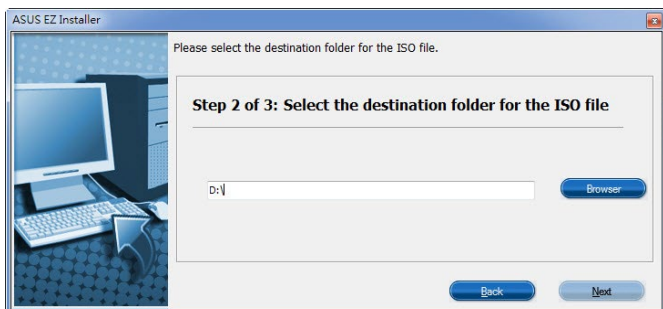 ASUS EZ Installer
Please select the destination folder for the ISO file.
Step 2 of 3: Select the destination folder for the ISO file
D:\
Browser
Back
Next